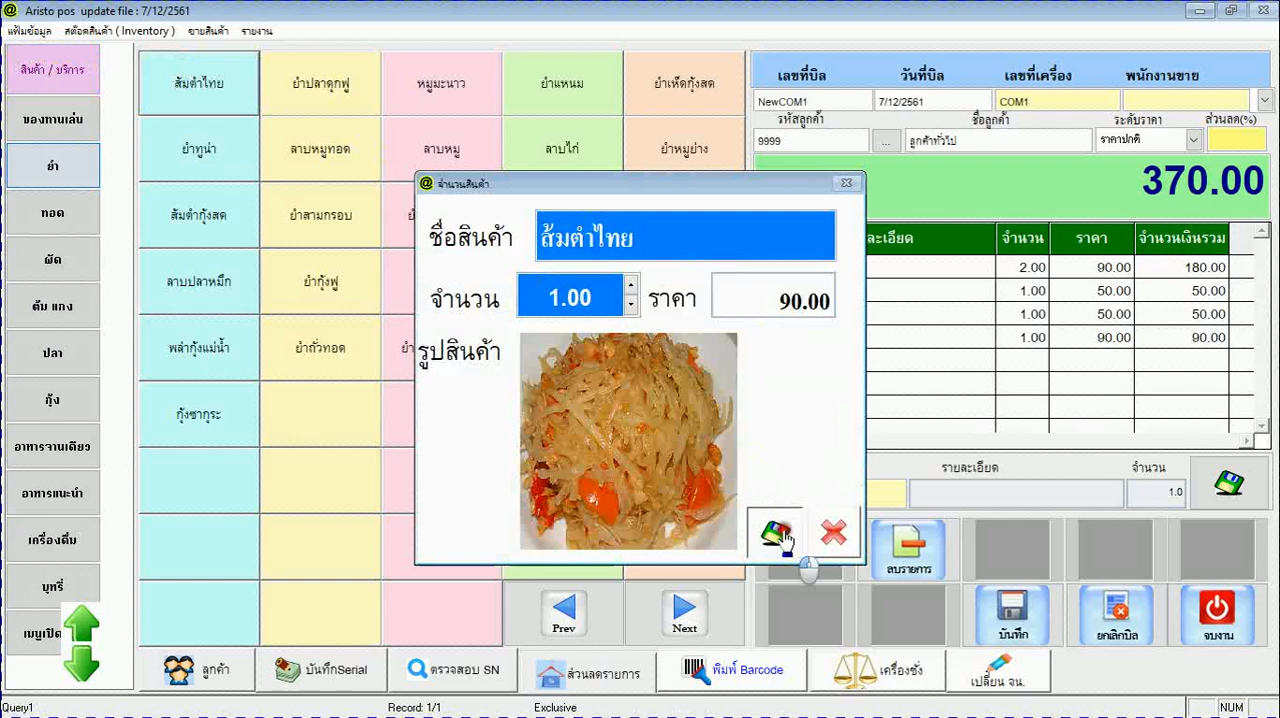 Aristo pos update file : 7/12/2561
แฟ้มข้อมูล สต๊อคสินค้า ( Inventory ) ขายสินค้า รายงาน
สินค้า / บริการ
ของทานเล่น
ยำ
ทอด
ผัด
ต้ม แกง
ปลา
กุ้ง
อาหารจานเดียว
อาหารแนะนำ
เครื่องดื่ม
บุหรี่
เมนูเปิด
ส้มตำไทย ยำปลาดุกฟู หมูมะนาว ยำแหนม ยำเห็ดกุ้งสด
ยำทูน่า ลาบหมูทอด ลาบหมู ลาบไก่ ยำหมูย่าง
ส้มตำกุ้งสด ยำสามกรอบ
ลาบปลาหมึก ยำกุ้งฟู
พล่ากุ้งแม่น้ำ ยำถั่วทอด
กุ้งซากุระ
Prev Next
จำนวนสินค้า
ชื่อสินค้า ส้มตำไทย
จำนวน 1.00 ราคา 90.00
รูปสินค้า
เลขที่บิล วันที่บิล เลขที่เครื่อง พนักงานขาย
NewCOM1 7/12/2561 COM1
รหัสลูกค้า ชื่อลูกค้า ระดับราคา ส่วนลด(%)
9999 ... ลูกค้าทั่วไป ราคาปกติ
370.00
ละเอียด จำนวน ราคา จำนวนเงินรวม
2.00 90.00 180.00
1.00 50.00 50.00
1.00 50.00 50.00
1.00 90.00 90.00
รายละเอียด จำนวน
1.0
ลบรายการ
บันทึก ยกเลิกบิล จบงาน
ลูกค้า บันทึกSerial ตรวจสอบ SN ส่วนลดรายการ พิมพ์ Barcode เครื่องชั่ง เปลี่ยน จน.
Query1 Record: 1/1 Exclusive NUM